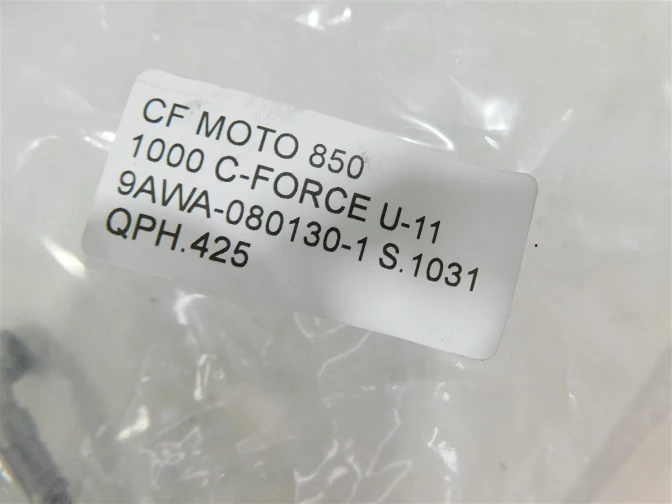 CF MOTO 850
1000 C-FORCE U-11
9AWA-080130-1 S.1031
QPH.425